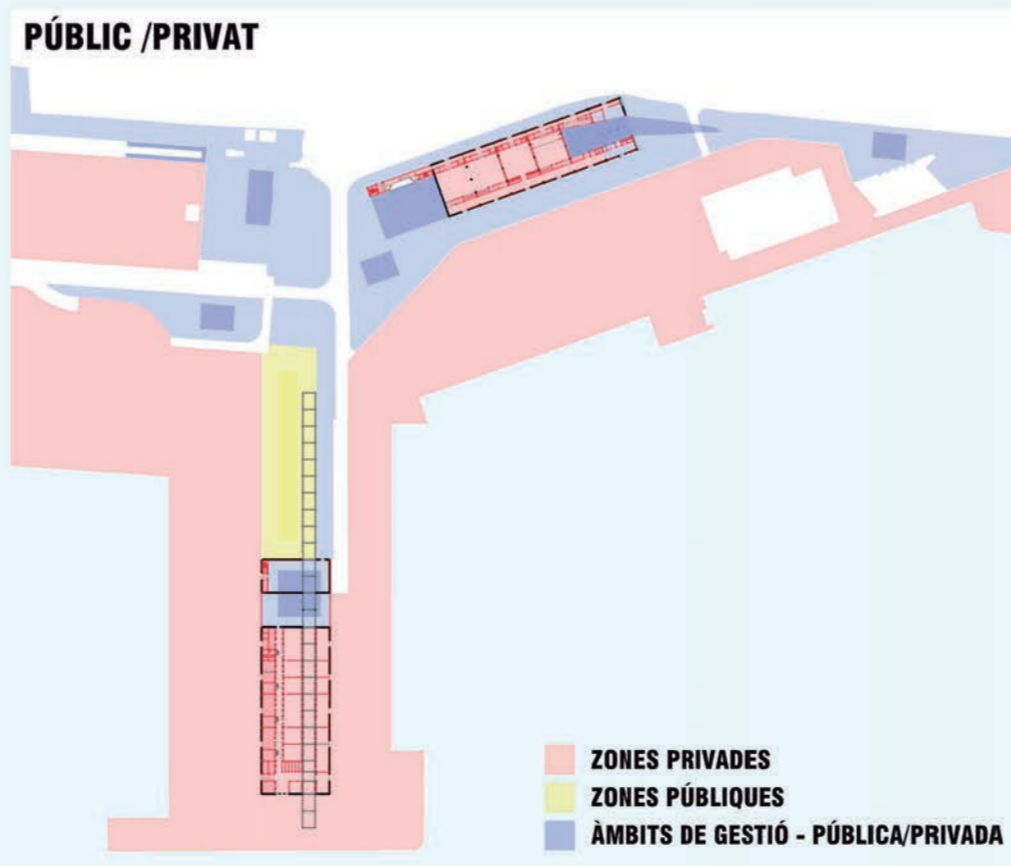 PÚBLIC /PRIVAT
ZONES PRIVADES
ZONES PÚBLIQUES
ÀMBITS DE GESTIÓ - PÚBLICA/PRIVADA